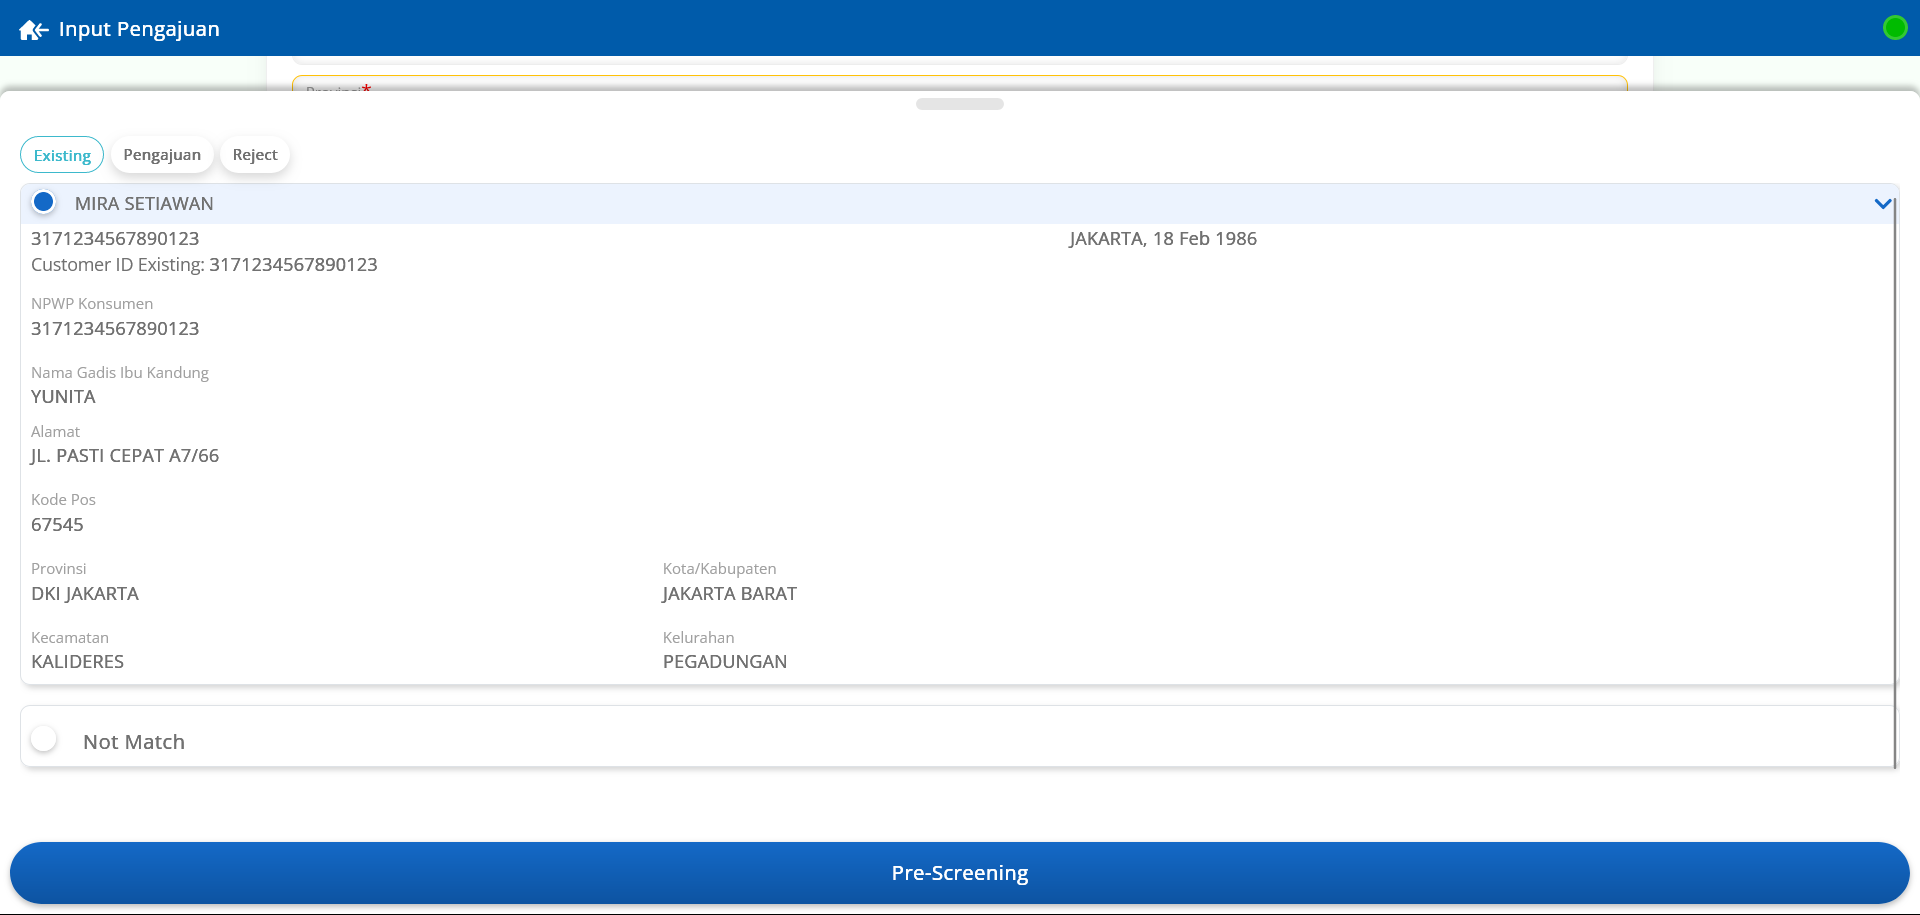 Input Pengajuan
Provinsi*
Existing Pengajuan Reject
MIRA SETIAWAN
3171234567890123 JAKARTA, 18 Feb 1986
Customer ID Existing: 3171234567890123
NPWP Konsumen
3171234567890123
Nama Gadis Ibu Kandung
YUNITA
Alamat
JL. PASTI CEPAT A7/66
Kode Pos
67545
Provinsi Kota/Kabupaten
DKI JAKARTA JAKARTA BARAT
Kecamatan Kelurahan
KALIDERES PEGADUNGAN
Not Match
Pre-Screening